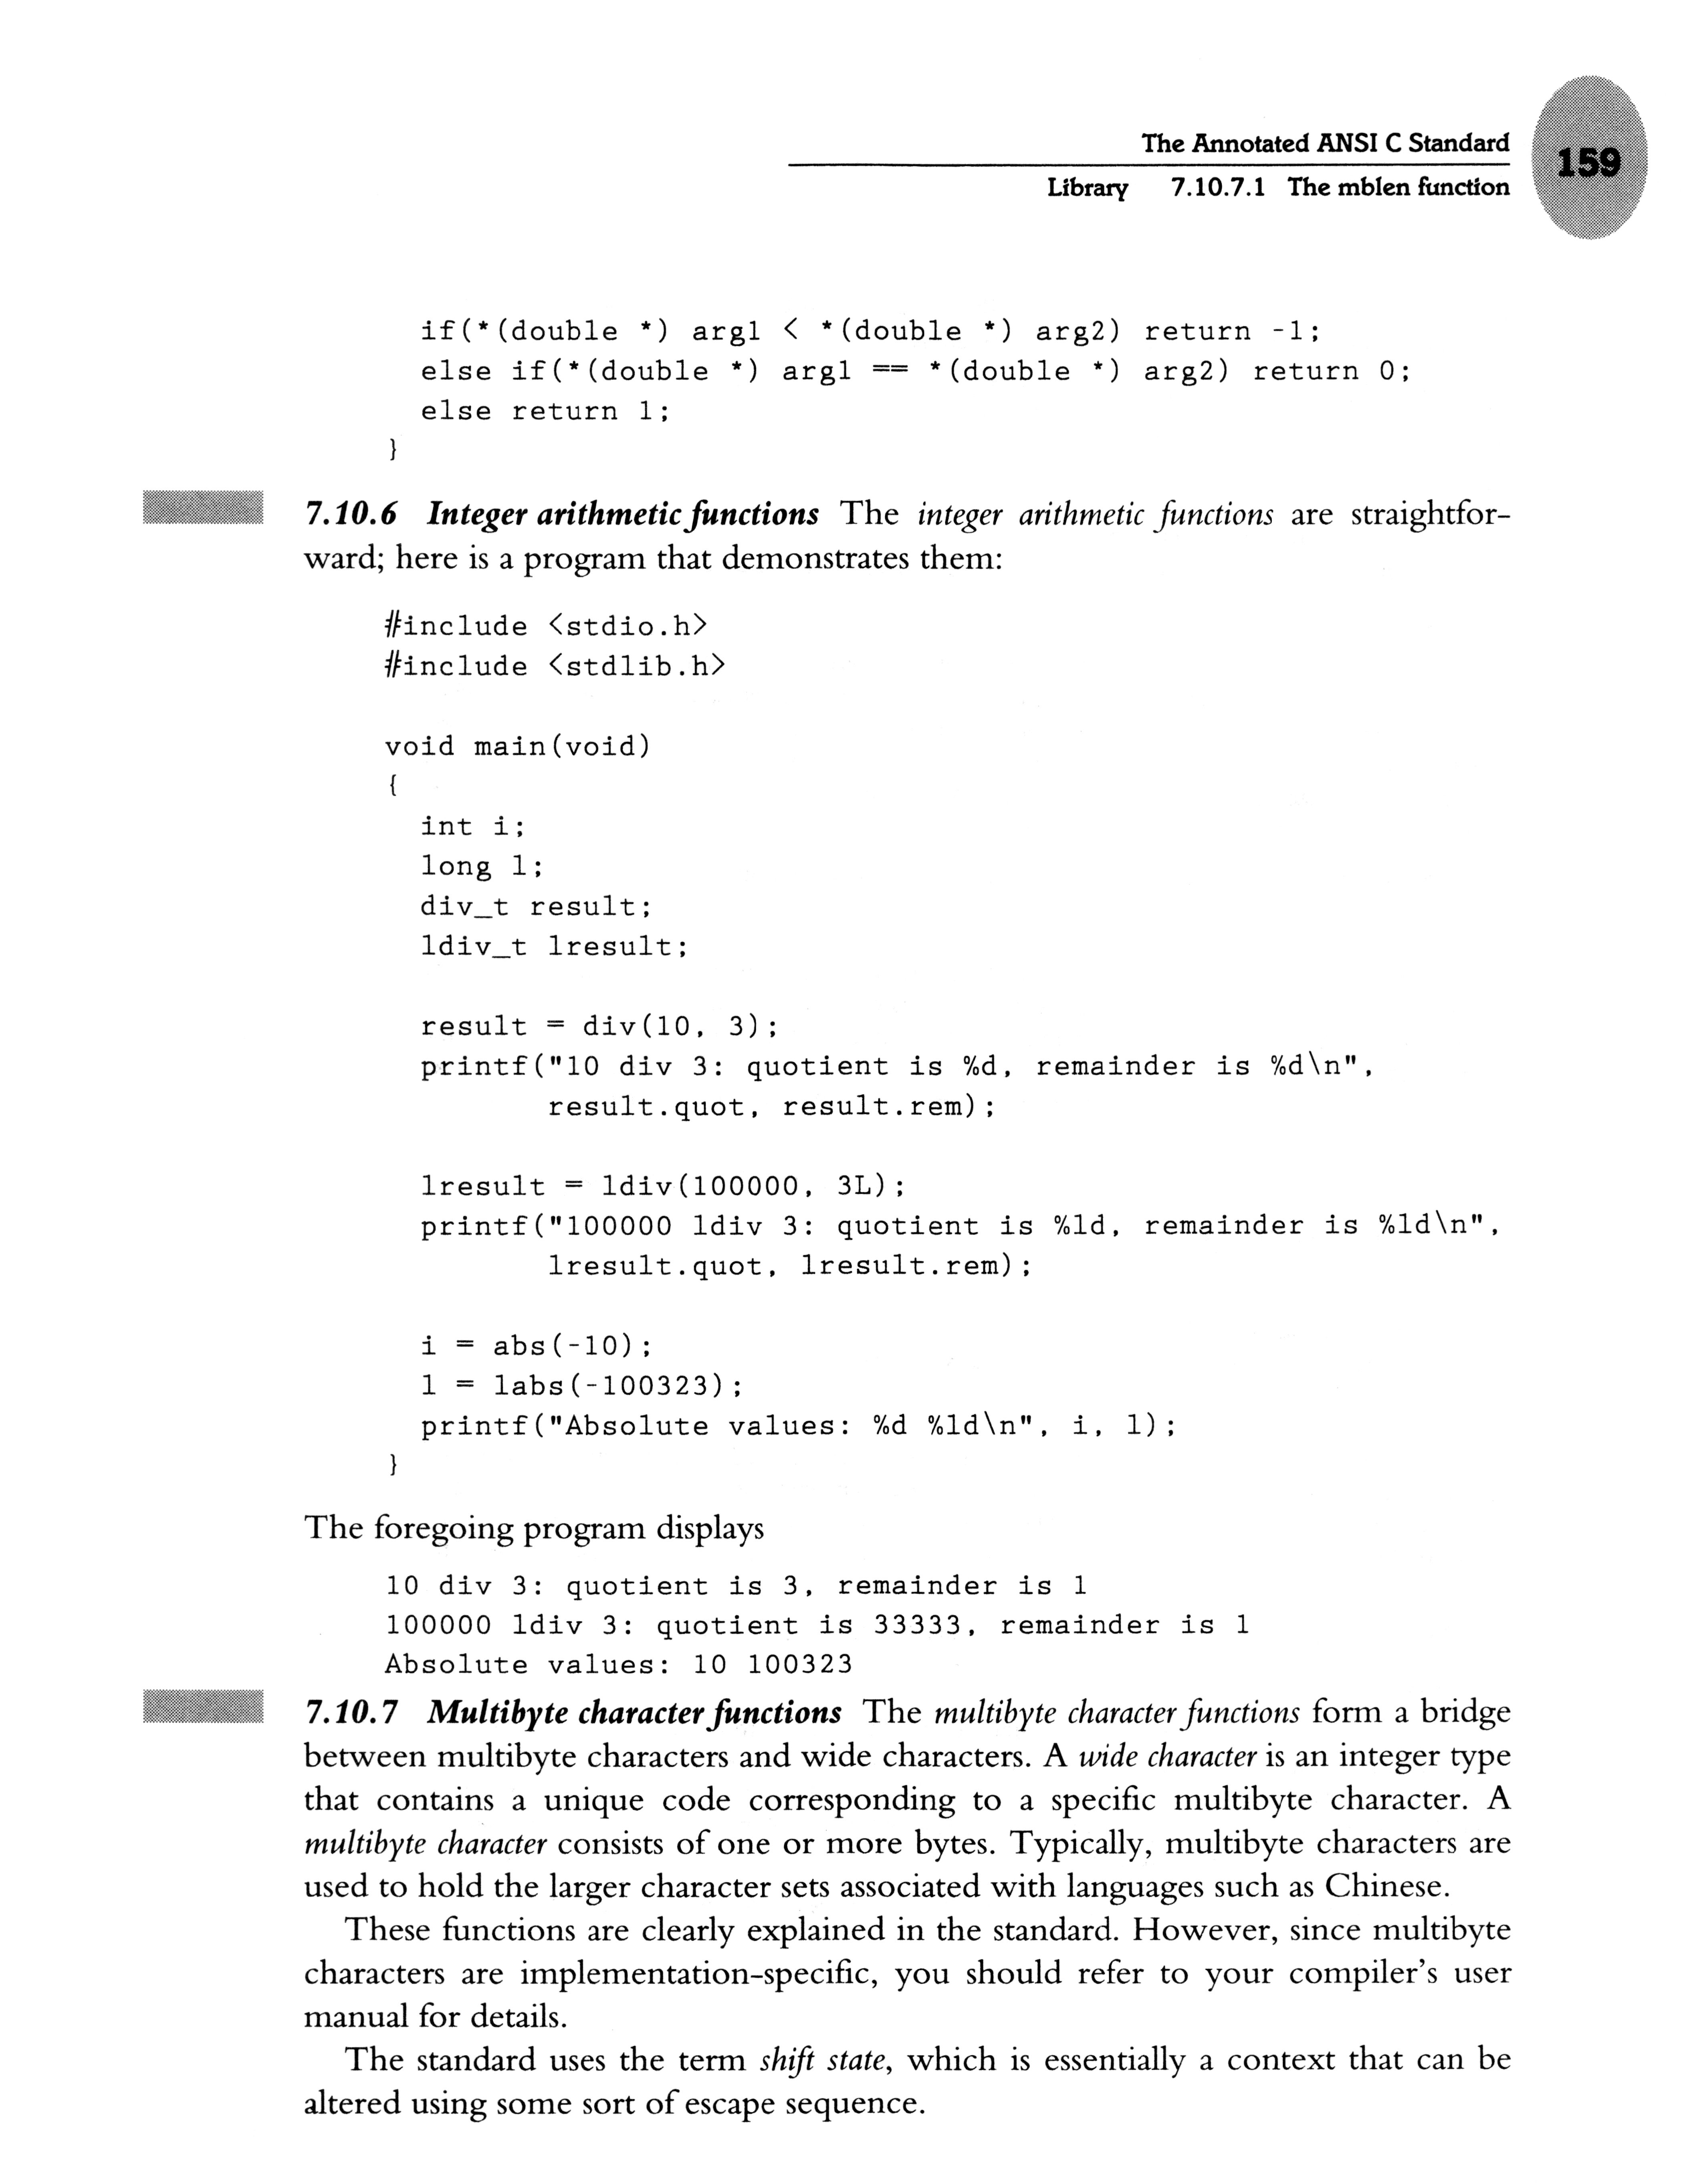 The Annotated ANSI C Standard
159
Library 7.10.7.1 The mblen function
if(*(double *) arg1 < *(double *) arg2) return -1;
else if(*(double *) arg1 == *(double *) arg2) return 0;
else return 1;
}
7.10.6 Integer arithmetic functions The integer arithmetic functions are straightfor-
ward; here is a program that demonstrates them:
#include <stdio.h>
#include <stdlib.h>
void main(void)
{
int i;
long l;
div_t result;
ldiv_t lresult;
result = div(10, 3);
printf("10 div 3: quotient is %d, remainder is %d\n",
result.quot, result.rem);
lresult = ldiv(100000, 3L);
printf("100000 ldiv 3: quotient is %ld, remainder is %ld\n",
lresult.quot, lresult.rem);
i = abs(-10);
l = labs(-100323);
printf("Absolute values: %d %ld\n", i, l);
}
The foregoing program displays
10 div 3: quotient is 3, remainder is 1
100000 ldiv 3: quotient is 33333, remainder is 1
Absolute values: 10 100323
7.10.7 Multibyte character functions The multibyte character functions form a bridge
between multibyte characters and wide characters. A wide character is an integer type
that contains a unique code corresponding to a specific multibyte character. A
multibyte character consists of one or more bytes. Typically, multibyte characters are
used to hold the larger character sets associated with languages such as Chinese.
These functions are clearly explained in the standard. However, since multibyte
characters are implementation-specific, you should refer to your compiler's user
manual for details.
The standard uses the term shift state, which is essentially a context that can be
altered using some sort of escape sequence.